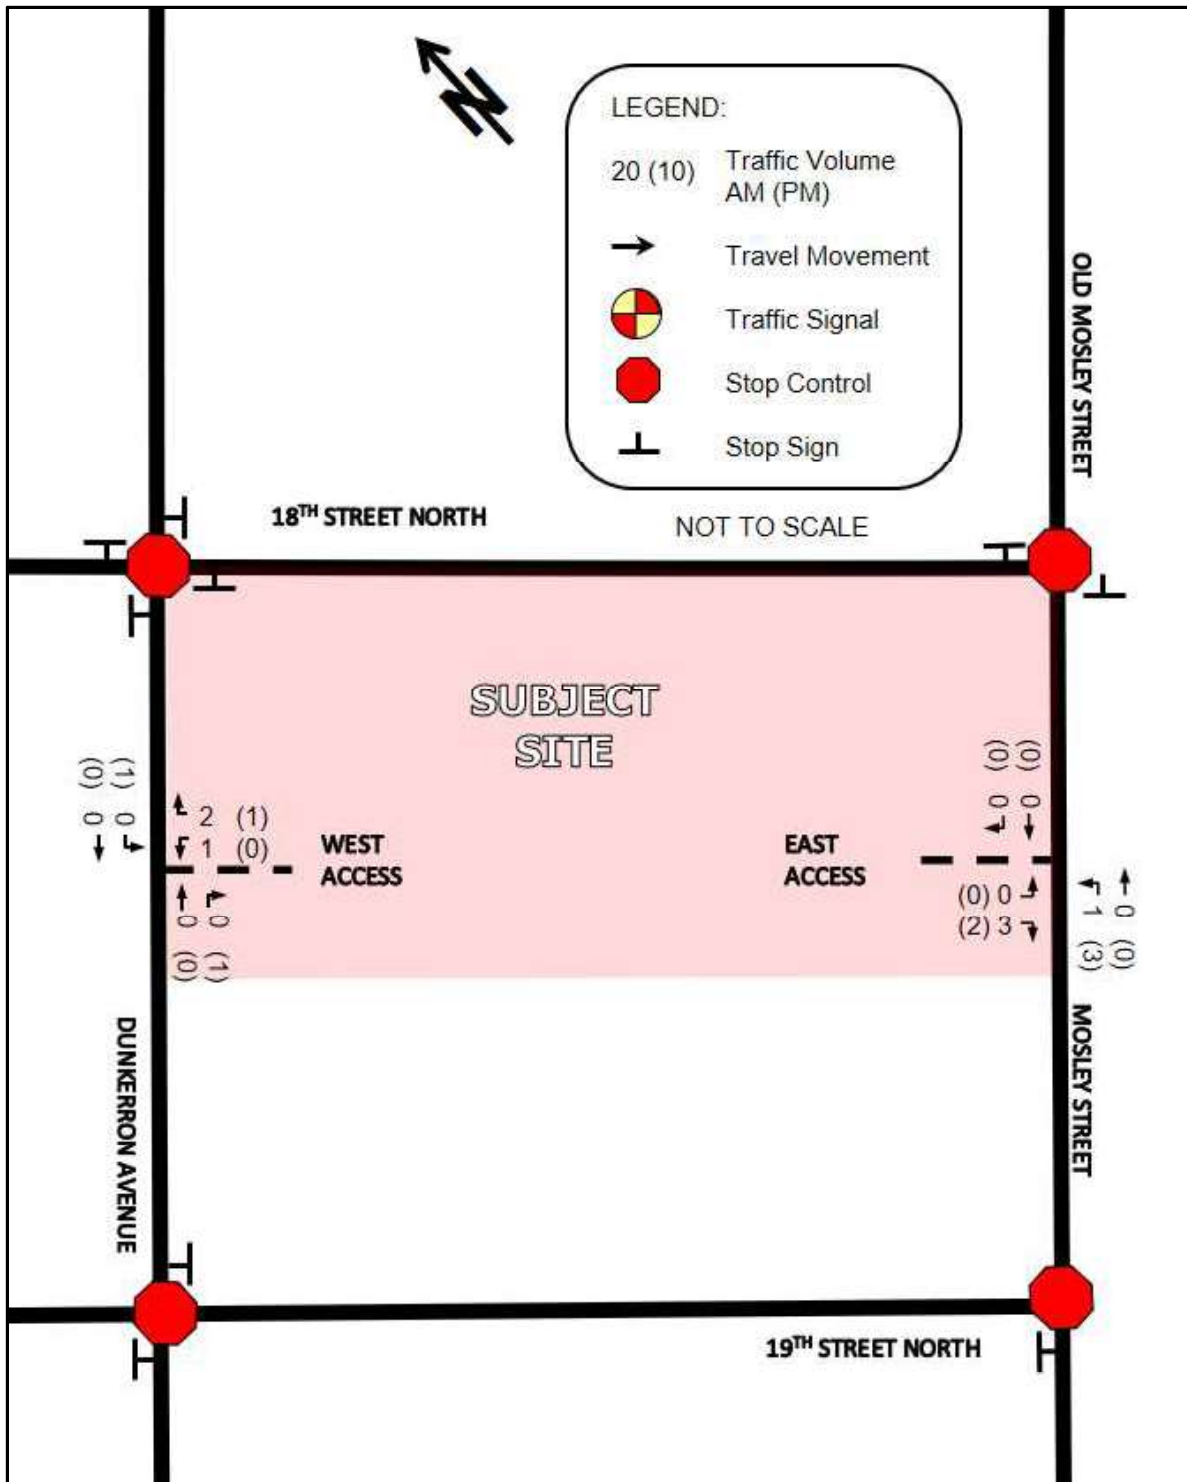 N
LEGEND:
20 (10) Traffic Volume
AM (PM)
Travel Movement
Traffic Signal
Stop Control
Stop Sign
OLD MOSLEY STREET
18TH STREET NORTH
NOT TO SCALE
SUBJECT
SITE
(0) 0
(1) 0
2 (1)
1 (0)
0 (0)
0 (1)
WEST
ACCESS
EAST
ACCESS
(0) 0
(0) 0
(0) 0
(2) 3
1 (3)
0 (0)
DUNKERRON AVENUE
MOSLEY STREET
19TH STREET NORTH